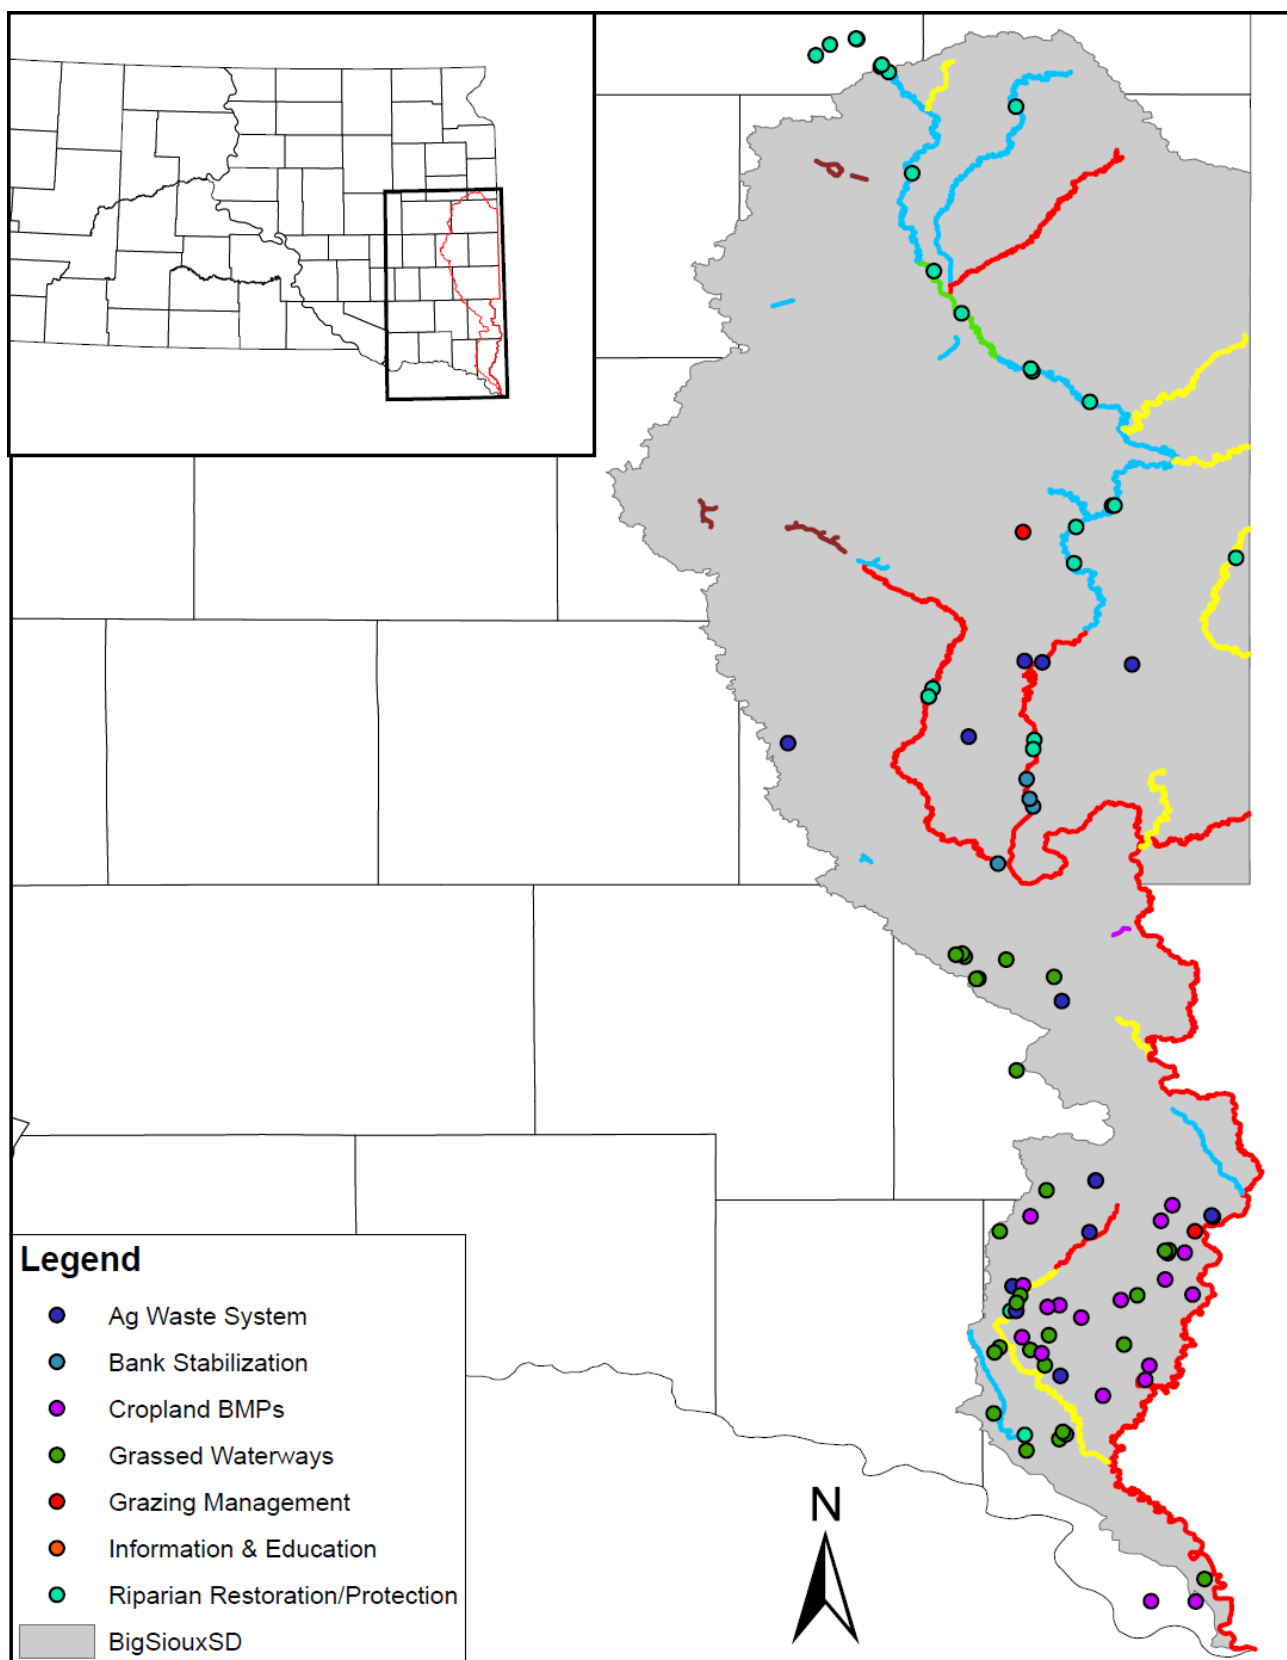 Legend
Ag Waste System
Bank Stabilization
Cropland BMPs
Grassed Waterways
Grazing Management
Information & Education
Riparian Restoration/Protection
BigSiouxSD
N